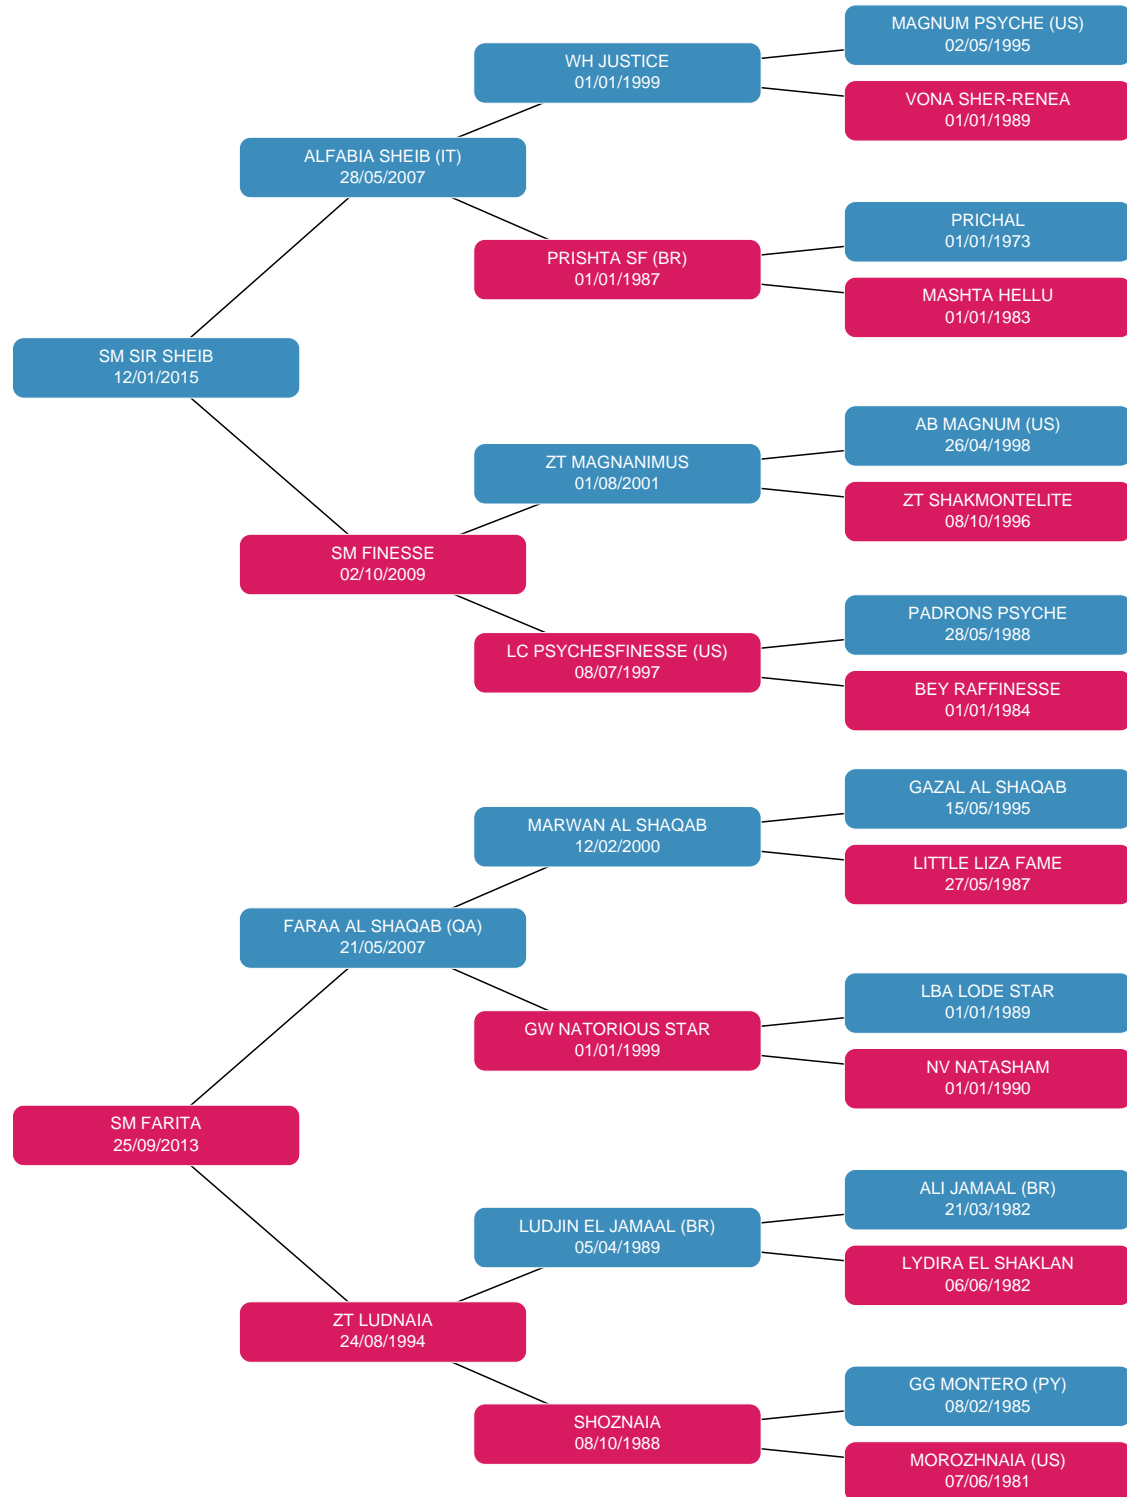 MAGNUM PSYCHE (US)
02/05/1995
WH JUSTICE
01/01/1999
VONA SHER-RENEA
01/01/1989
ALFABIA SHEIB (IT)
28/05/2007
PRICHAL
01/01/1973
PRISHTA SF (BR)
01/01/1987
MASHTA HELLU
01/01/1983
SM SIR SHEIB
12/01/2015
AB MAGNUM (US)
26/04/1998
ZT MAGNANIMUS
01/08/2001
ZT SHAKMONTELITE
08/10/1996
SM FINESSE
02/10/2009
PADRONS PSYCHE
28/05/1988
LC PSYCHESFINESSE (US)
08/07/1997
BEY RAFFINESSE
01/01/1984
GAZAL AL SHAQAB
15/05/1995
MARWAN AL SHAQAB
12/02/2000
LITTLE LIZA FAME
27/05/1987
FARAA AL SHAQAB (QA)
21/05/2007
LBA LODE STAR
01/01/1989
GW NATORIOUS STAR
01/01/1999
NV NATASHAM
01/01/1990
SM FARITA
25/09/2013
ALI JAMAAL (BR)
21/03/1982
LUDJIN EL JAMAAL (BR)
05/04/1989
LYDIRA EL SHAKLAN
06/06/1982
ZT LUDNAIA
24/08/1994
GG MONTERO (PY)
08/02/1985
SHOZNAIA
08/10/1988
MOROZHNAIA (US)
07/06/1981